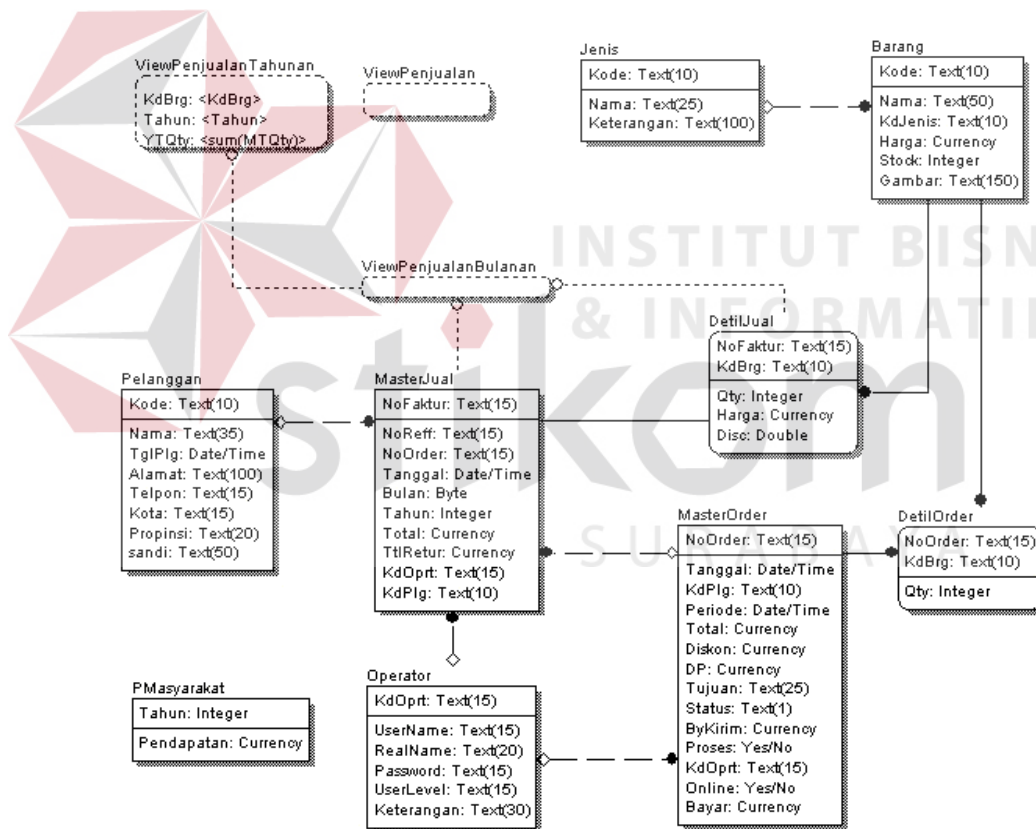 ViewPenjualanTahunan
KdBrg: <KdBrg>
Tahun: <Tahun>
YTQty: <sum(MTQty)>
ViewPenjualan
Jenis
Kode: Text(10)
Nama: Text(25)
Keterangan: Text(100)
Barang
Kode: Text(10)
Nama: Text(50)
KdJenis: Text(10)
Harga: Currency
Stock: Integer
Gambar: Text(150)
INSTITUT BISN
& INFORMATI
stikom
SURABAYA
ViewPenjualanBulanan
DetilJual
NoFaktur: Text(15)
KdBrg: Text(10)
Qty: Integer
Harga: Currency
Disc: Double
Pelanggan
Kode: Text(10)
Nama: Text(35)
TglPlg: Date/Time
Alamat: Text(100)
Telpon: Text(15)
Kota: Text(15)
Propinsi: Text(20)
sandi: Text(50)
MasterJual
NoFaktur: Text(15)
NoReff: Text(15)
NoOrder: Text(15)
Tanggal: Date/Time
Bulan: Byte
Tahun: Integer
Total: Currency
TtlRetur: Currency
KdOprt: Text(15)
KdPlg: Text(10)
MasterOrder
NoOrder: Text(15)
Tanggal: Date/Time
KdPlg: Text(10)
Periode: Date/Time
Total: Currency
Diskon: Currency
DP: Currency
Tujuan: Text(25)
Status: Text(1)
ByKirim: Currency
Proses: Yes/No
KdOprt: Text(15)
Online: Yes/No
Bayar: Currency
DetilOrder
NoOrder: Text(15)
KdBrg: Text(10)
Qty: Integer
PMasyarakat
Tahun: Integer
Pendapatan: Currency
Operator
KdOprt: Text(15)
UserName: Text(15)
RealName: Text(20)
Password: Text(15)
UserLevel: Text(15)
Keterangan: Text(30)